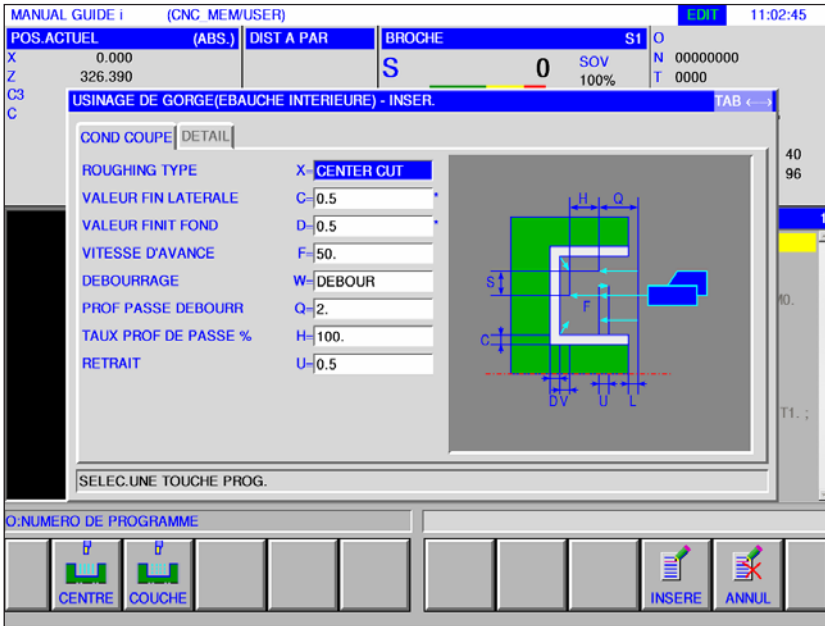 MANUAL GUIDE i (CNC_MEM/USER) EDIT 11:02:45
POS.ACTUEL (ABS.) DIST A PAR BROCHE S1 O
X 0.000 N 00000000
Z 326.390 S 0 SOV 100% T 0000
C3
C
USINAGE DE GORGE(EBAUCHE INTERIEURE) - INSER. TAB ←→
COND COUPE DETAIL
ROUGHING TYPE X= CENTER CUT
VALEUR FIN LATERALE C= 0.5 *
VALEUR FINIT FOND D= 0.5 *
VITESSE D'AVANCE F= 50.
DEBOURRAGE W= DEBOUR
PROF PASSE DEBOURR Q= 2.
TAUX PROF DE PASSE % H= 100.
RETRAIT U= 0.5
H Q
S
F
C
D V U L
40
96
1
M0.
T1. ;
SELEC.UNE TOUCHE PROG.
O:NUMERO DE PROGRAMME
CENTRE COUCHE INSERE ANNUL